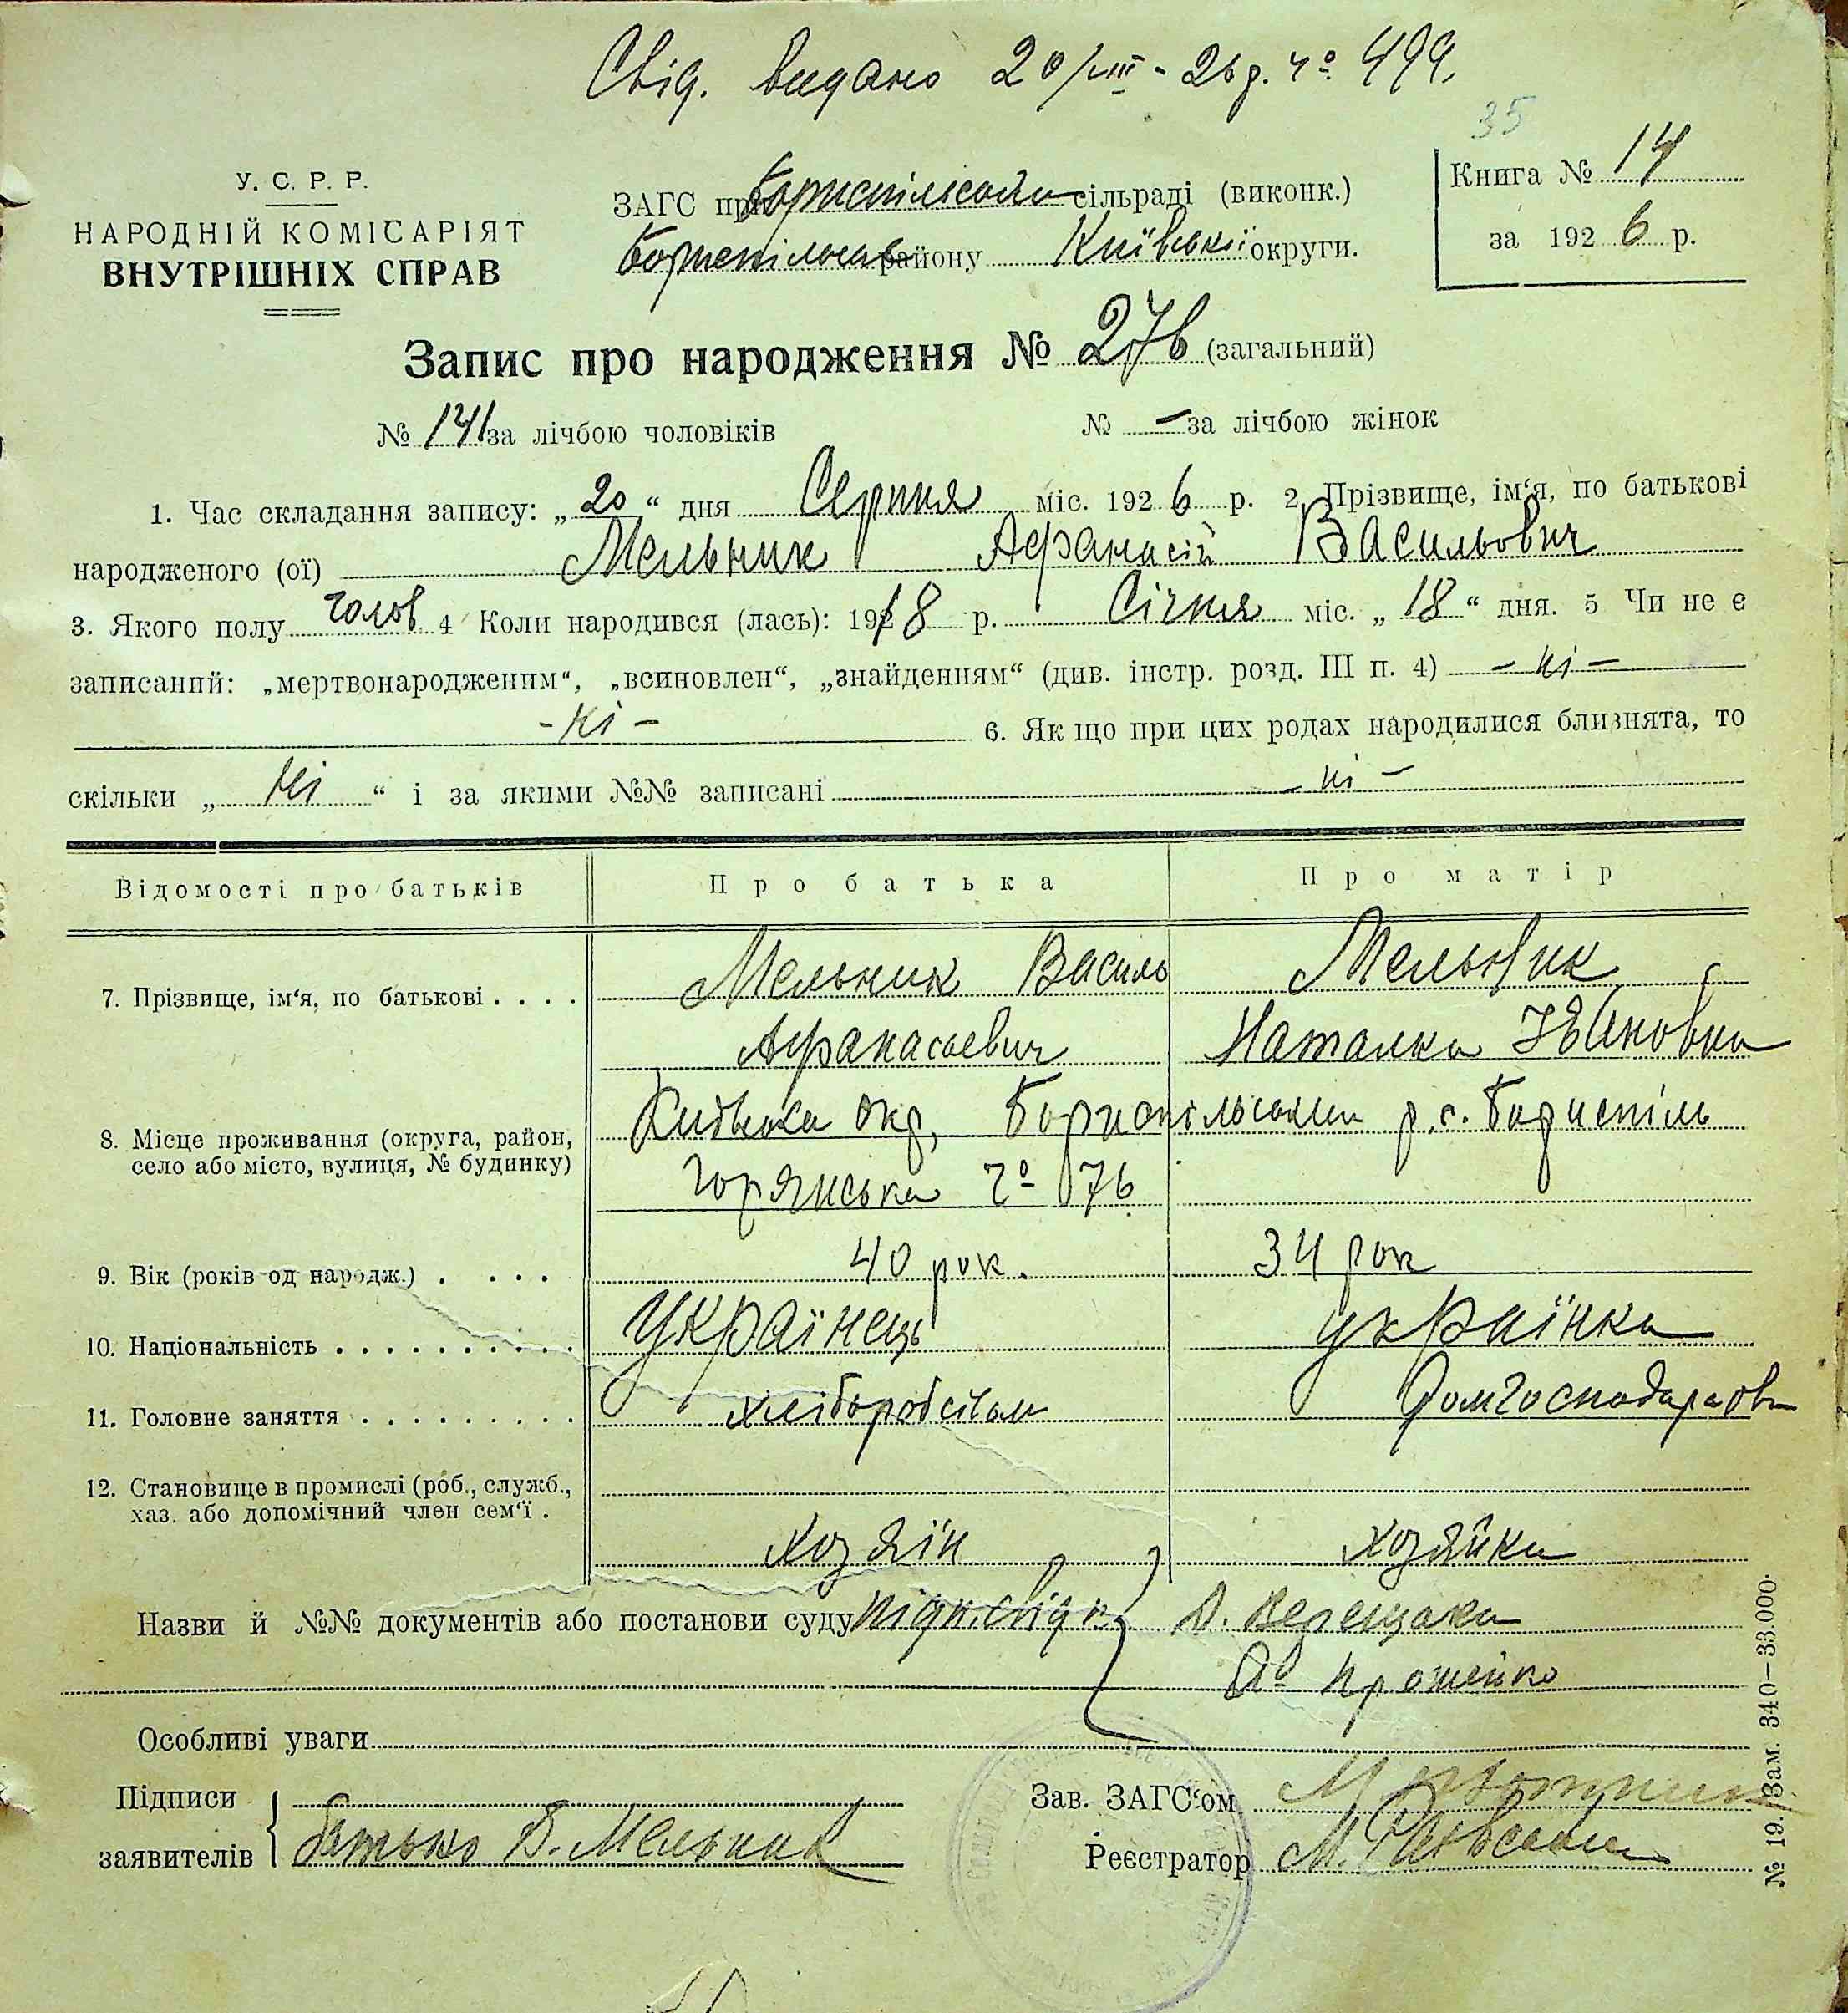 Свід. видано 20/VIII - 26 р. ч° 499.
35
У. С. Р. Р.
НАРОДНІЙ КОМІСАРІЯТ
ВНУТРІШНІХ СПРАВ
ЗАГС при Бориспільськім сільраді (виконк.)
Бориспільськ району Київської округи.
Книга № 14
за 1926 р.
Запис про народження № 276 (загальний)
№ 141 за лічбою чоловіків № – за лічбою жінок
1. Час складання запису: „20“ дня Серпня міс. 1926 р. 2. Прізвище, ім‘я, по батькові
народженого (ої) Мельник Афанасій Васильович
3. Якого полу чолов 4 Коли народився (лась): 1918 р. Січня міс. „18“ дня. 5 Чи не є
записаний: „мертвонародженим“, „всиновлен“, „знайденням“ (див. інстр. розд. III п. 4) – ні –
– ні – 6. Як що при цих родах народилися близнята, то
скільки „ні“ і за якими №№ записані – ні –
Відомості про батьків Про батька Про матір
7. Прізвище, ім‘я, по батькові . . . . Мельник Василь Мельник
Афанасаевич Наталка Івановна
8. Місце проживання (округа, район, село або місто, вулиця, № будинку) Київська окр, Бориспільський р. с. Бориспіль
Горянська ч° 76
9. Вік (років од народж.) . . . . 40 рок. 34 рок
10. Національність . . . . . . . . . . Українець українка
11. Головне заняття . . . . . . . . . хліборобством домгосподарств
12. Становище в промислі (роб., служб.,
хаз. або допомічний член сем‘ї .
хозяїн хозяйка
Назви й №№ документів або постанови суду Д. Верещака
Прошенко
Особливі уваги
Підписи
заявителів батько В. Мельник
Зав. ЗАГС‘ом
Реєстратор М.
№ 19. Зам. 340–33.000.